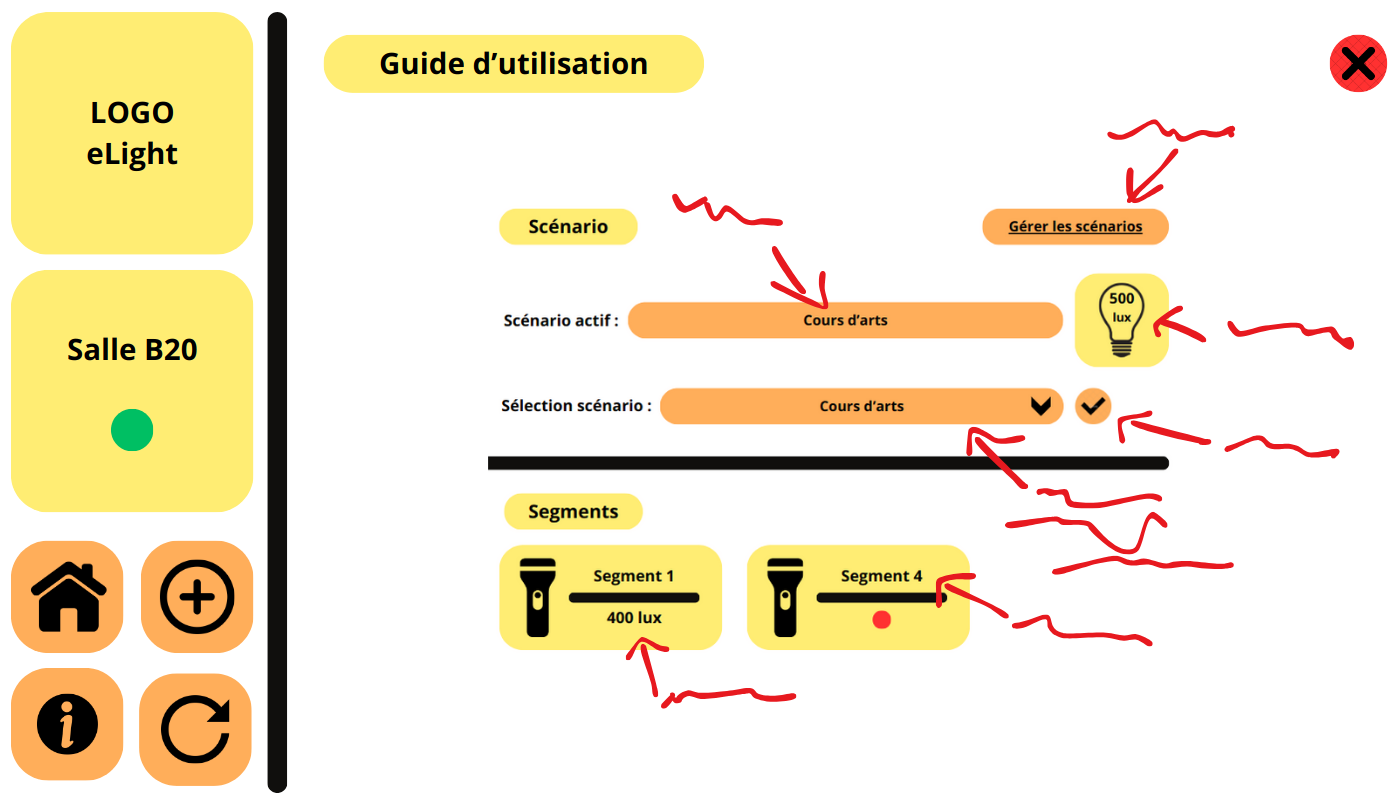 LOGO
eLight
Salle B20
Guide d’utilisation
Scénario
Gérer les scénarios
Scénario actif :
Cours d’arts
500
lux
Sélection scénario :
Cours d’arts
Segments
Segment 1
400 lux
Segment 4